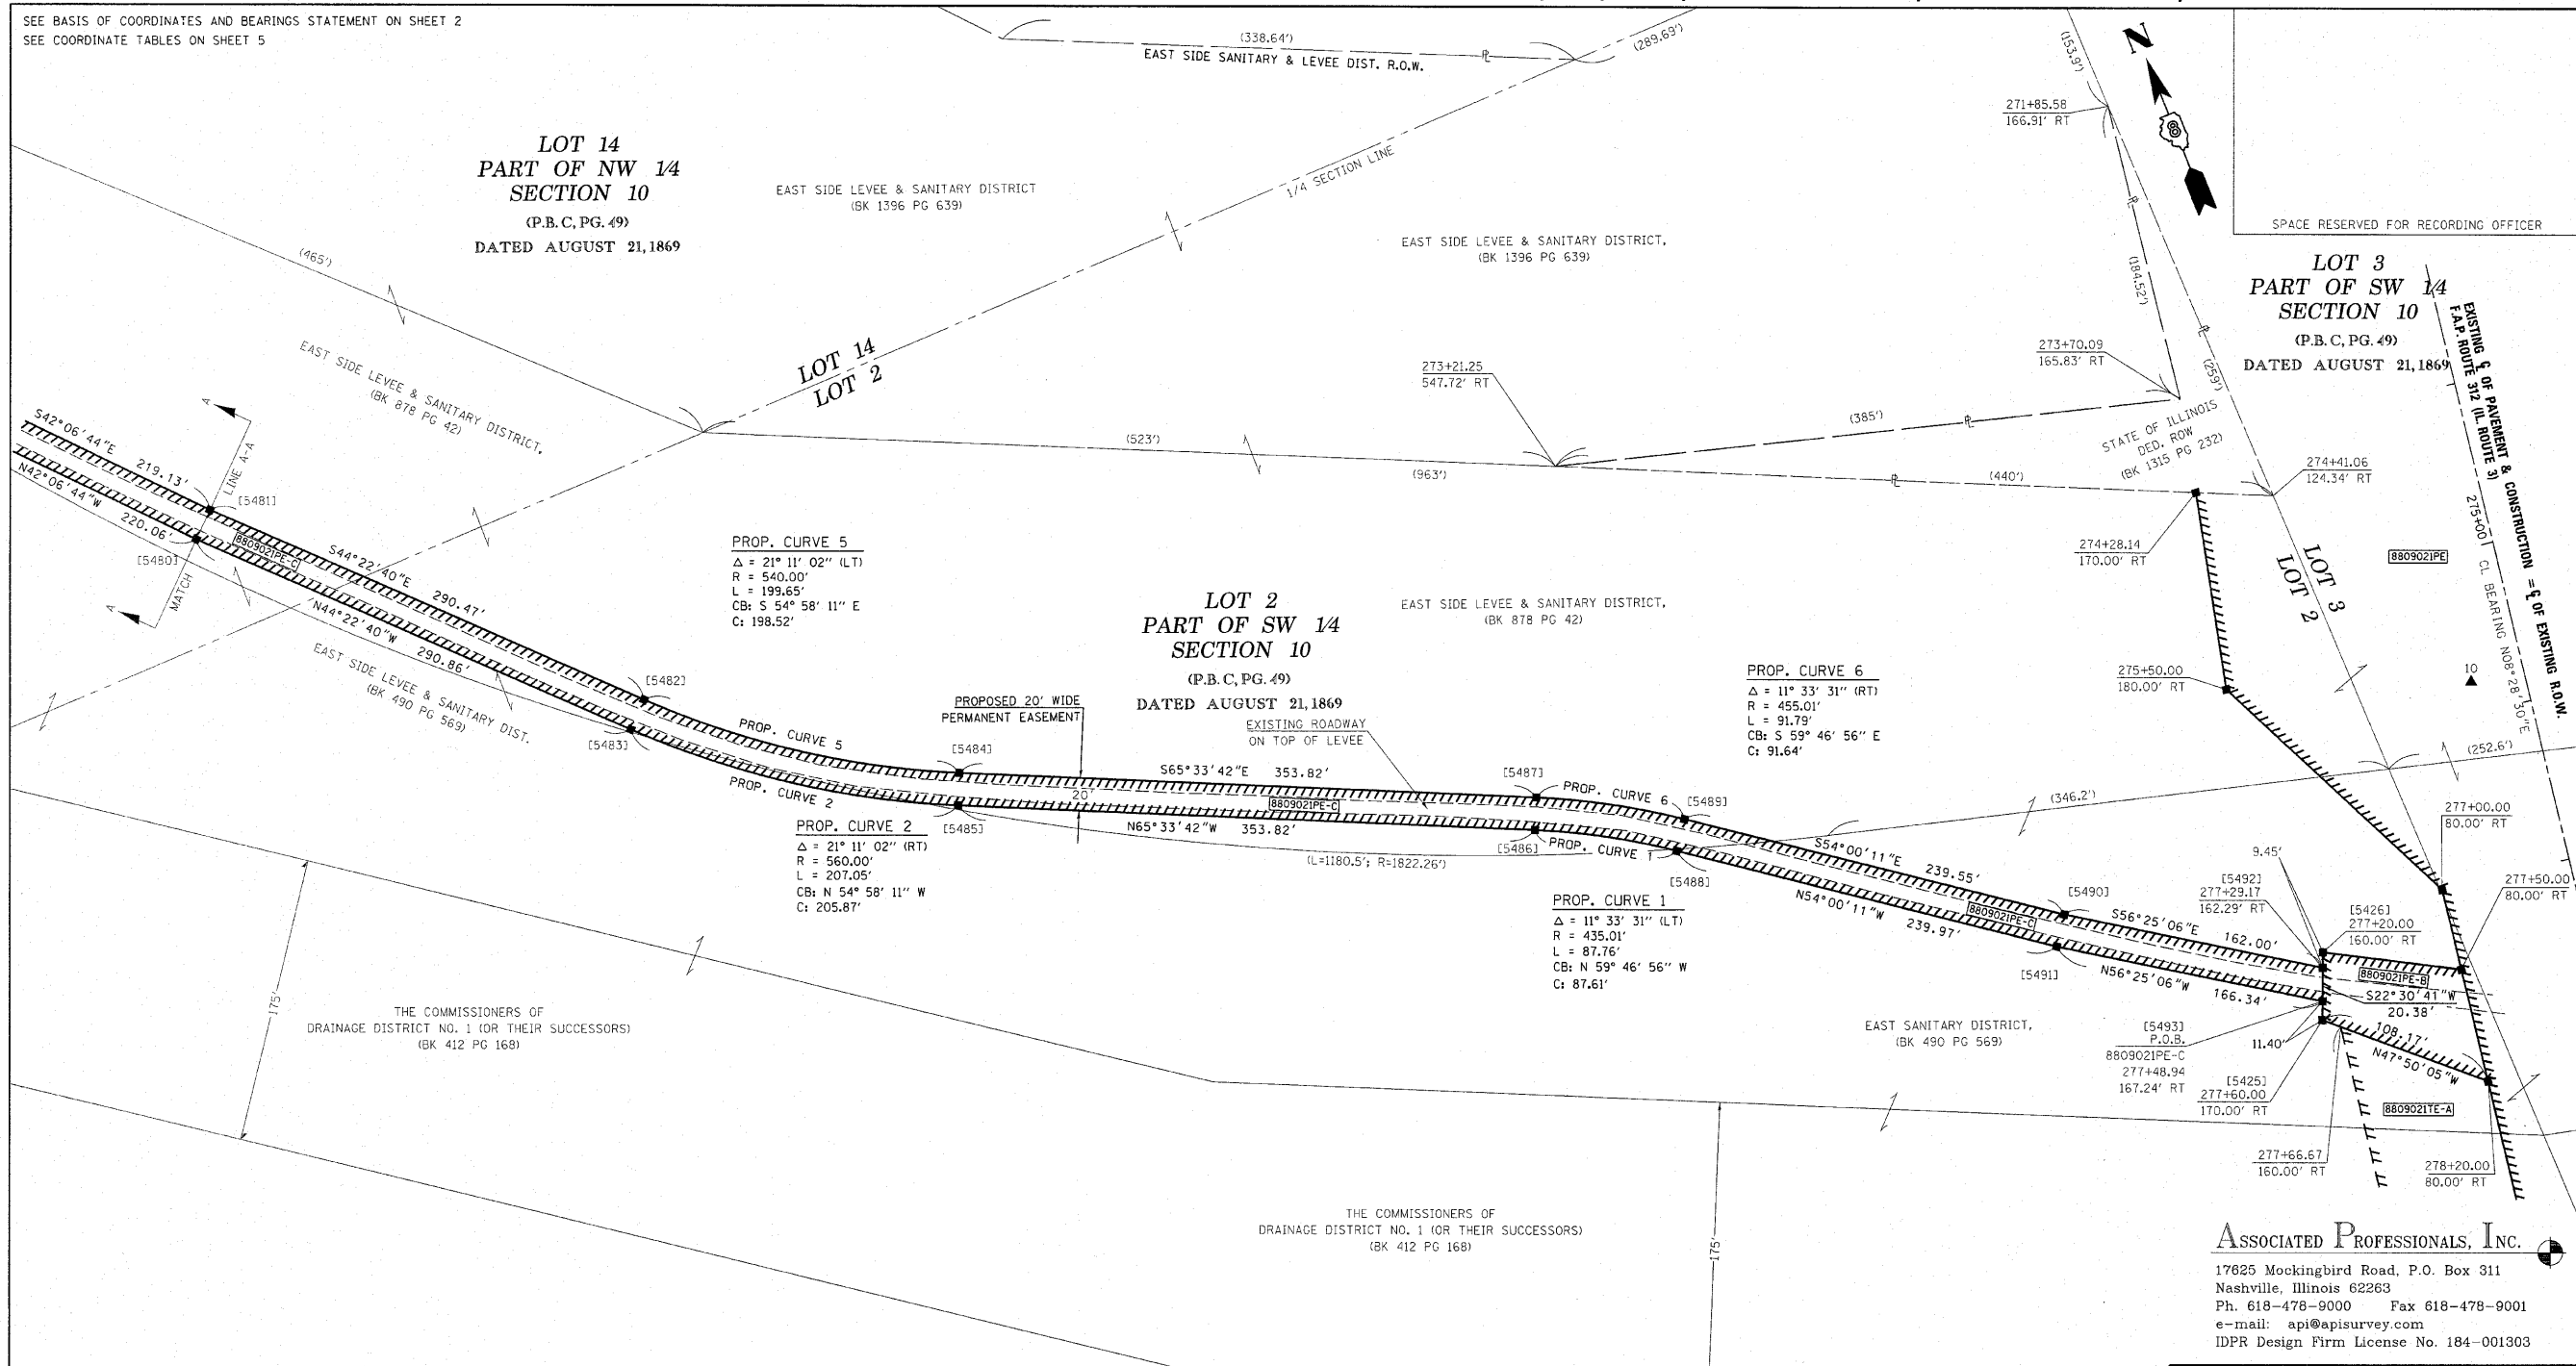 SEE BASIS OF COORDINATES AND BEARINGS STATEMENT ON SHEET 2
SEE COORDINATE TABLES ON SHEET 5
(338.64')
EAST SIDE SANITARY & LEVEE DIST. R.O.W.
(289.69')
(153.9')
N
8
271+85.58
166.91' RT
SPACE RESERVED FOR RECORDING OFFICER
LOT 14
PART OF NW 1/4
SECTION 10
(P.B. C, PG. 49)
DATED AUGUST 21, 1869
EAST SIDE LEVEE & SANITARY DISTRICT
(BK 1396 PG 639)
1/4 SECTION LINE
EAST SIDE LEVEE & SANITARY DISTRICT,
(BK 1396 PG 639)
(184.52')
LOT 3
PART OF SW 1/4
SECTION 10
(P.B. C, PG. 49)
DATED AUGUST 21, 1869
EXISTING ℄ OF PAVEMENT & CONSTRUCTION = ℄ OF EXISTING R.O.W.
F.A.P. ROUTE 312 (IL. ROUTE 3)
275+00
CL BEARING N08°28'30"E
(465')
EAST SIDE LEVEE & SANITARY DISTRICT,
(BK 878 PG 42)
LOT 14
LOT 2
273+21.25
547.72' RT
273+70.09
165.83' RT
(259')
(385')
STATE OF ILLINOIS
DED. ROW
(BK 1315 PG 232)
(523')
(963')
(440')
274+41.06
124.34' RT
S42°06'44"E 219.13'
N42°06'44"W 220.06'
A
A
MATCH LINE A-A
[5481]
[5480]
8809021PE-C
S44°22'40"E 290.47'
N44°22'40"W 290.86'
EAST SIDE LEVEE & SANITARY DIST.
(BK 490 PG 569)
PROP. CURVE 5
Δ = 21° 11' 02" (LT)
R = 540.00'
L = 199.65'
CB: S 54° 58' 11" E
C: 198.52'
274+28.14
170.00' RT
8809021PE
LOT 3
LOT 2
LOT 2
PART OF SW 1/4
SECTION 10
(P.B. C, PG. 49)
DATED AUGUST 21, 1869
EAST SIDE LEVEE & SANITARY DISTRICT,
(BK 878 PG 42)
PROP. CURVE 6
Δ = 11° 33' 31" (RT)
R = 455.01'
L = 91.79'
CB: S 59° 46' 56" E
C: 91.64'
275+50.00
180.00' RT
10
[5482]
[5483]
PROP. CURVE 5
PROP. CURVE 2
PROPOSED 20' WIDE
PERMANENT EASEMENT
EXISTING ROADWAY
ON TOP OF LEVEE
[5484]
[5485]
20'
S65°33'42"E 353.82'
8809021PE-C
N65°33'42"W 353.82'
[5487]
[5486]
PROP. CURVE 6
PROP. CURVE 1
[5489]
[5488]
(L=1180.5'; R=1822.26')
(346.2')
(252.6')
PROP. CURVE 2
Δ = 21° 11' 02" (RT)
R = 560.00'
L = 207.05'
CB: N 54° 58' 11" W
C: 205.87'
PROP. CURVE 1
Δ = 11° 33' 31" (LT)
R = 435.01'
L = 87.76'
CB: N 59° 46' 56" W
C: 87.61'
S54°00'11"E 239.55'
8809021PE-C
N54°00'11"W 239.97'
[5490]
[5491]
S56°25'06"E 162.00'
N56°25'06"W 166.34'
277+00.00
80.00' RT
9.45'
[5492]
277+29.17
162.29' RT
[5426]
277+20.00
160.00' RT
277+50.00
80.00' RT
8809021PE-B
S22°30'41"W
20.38'
108.17'
N47°50'05"W
[5493]
P.O.B.
8809021PE-C
277+48.94
167.24' RT
11.40'
[5425]
277+60.00
170.00' RT
8809021TE-A
277+66.67
160.00' RT
278+20.00
80.00' RT
EAST SANITARY DISTRICT,
(BK 490 PG 569)
175'
THE COMMISSIONERS OF
DRAINAGE DISTRICT NO. 1 (OR THEIR SUCCESSORS)
(BK 412 PG 168)
THE COMMISSIONERS OF
DRAINAGE DISTRICT NO. 1 (OR THEIR SUCCESSORS)
(BK 412 PG 168)
175'
ASSOCIATED PROFESSIONALS, INC.
17625 Mockingbird Road, P.O. Box 311
Nashville, Illinois 62263
Ph. 618-478-9000 Fax 618-478-9001
e-mail: api@apisurvey.com
IDPR Design Firm License No. 184-001303